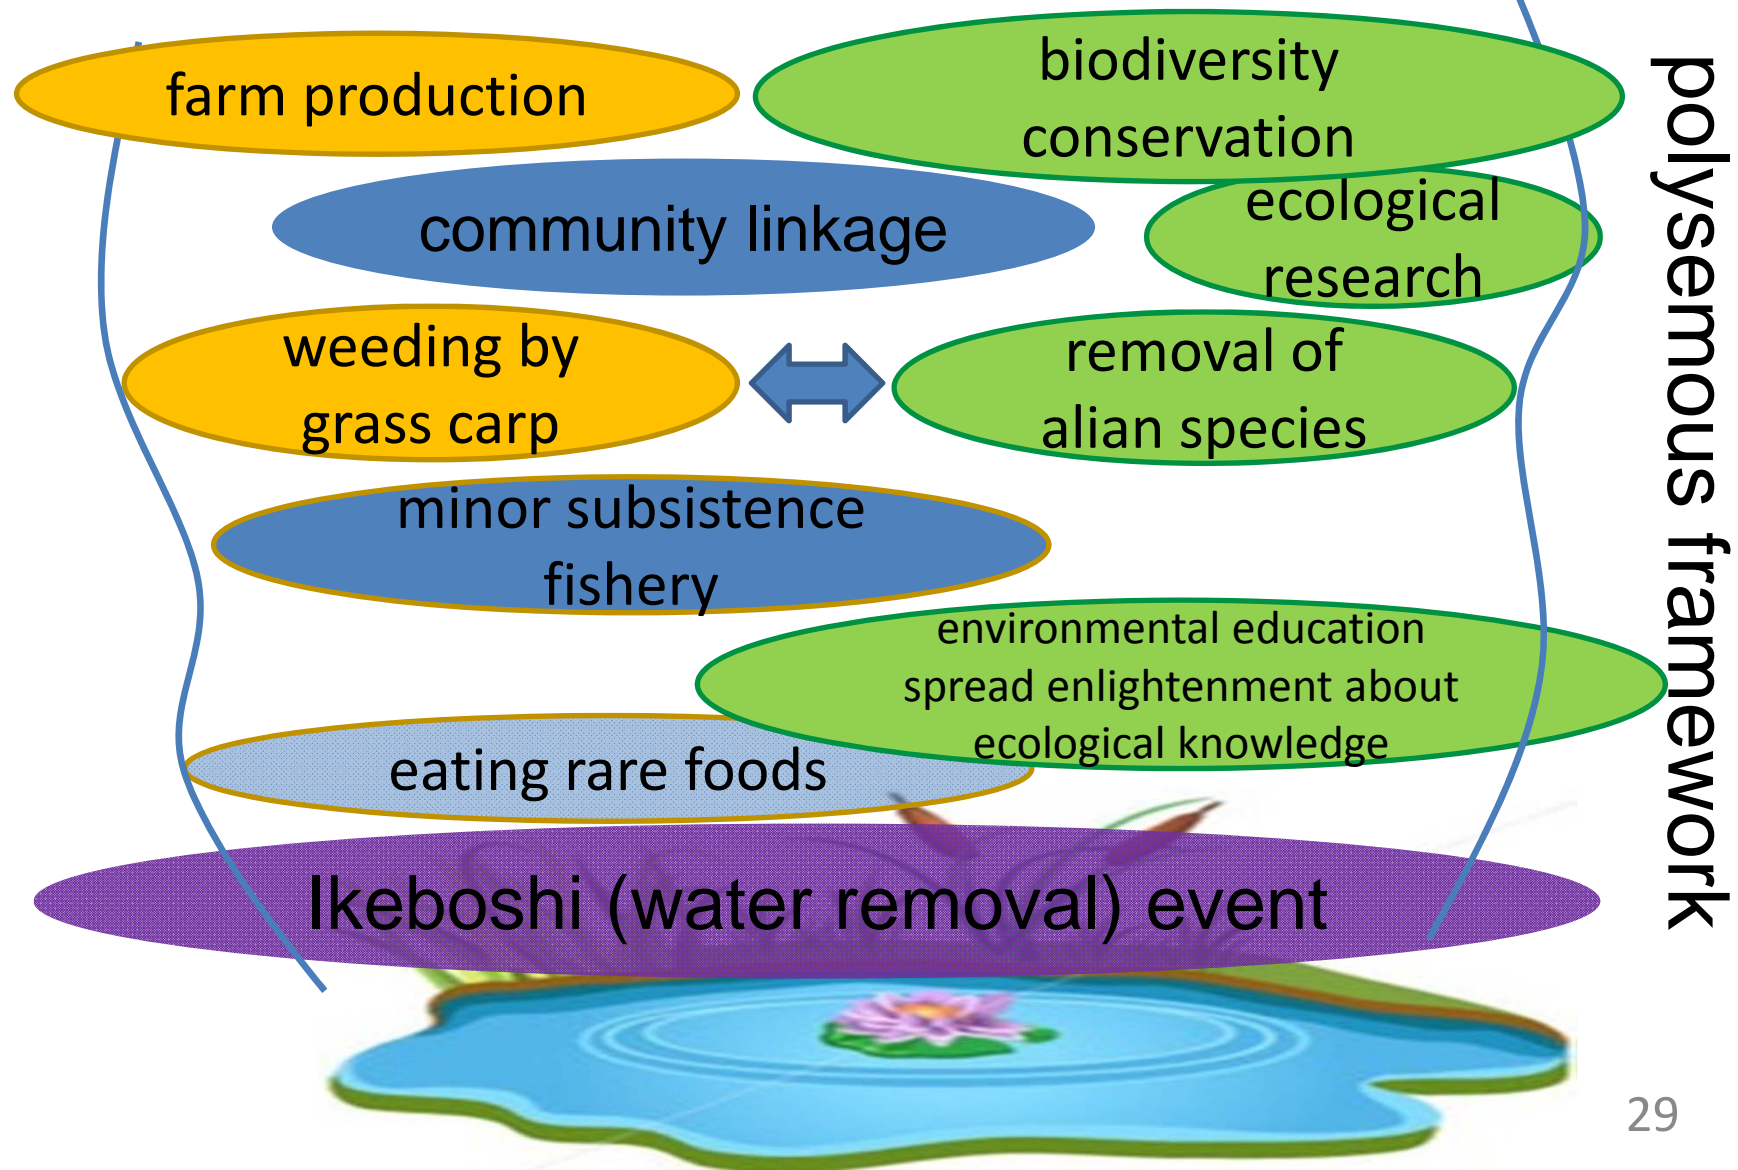 farm production
biodiversity
conservation
community linkage
ecological
research
weeding by
grass carp
removal of
alian species
minor subsistence
fishery
environmental education
spread enlightenment about
ecological knowledge
eating rare foods
Ikeboshi (water removal) event
polysemous framework
29